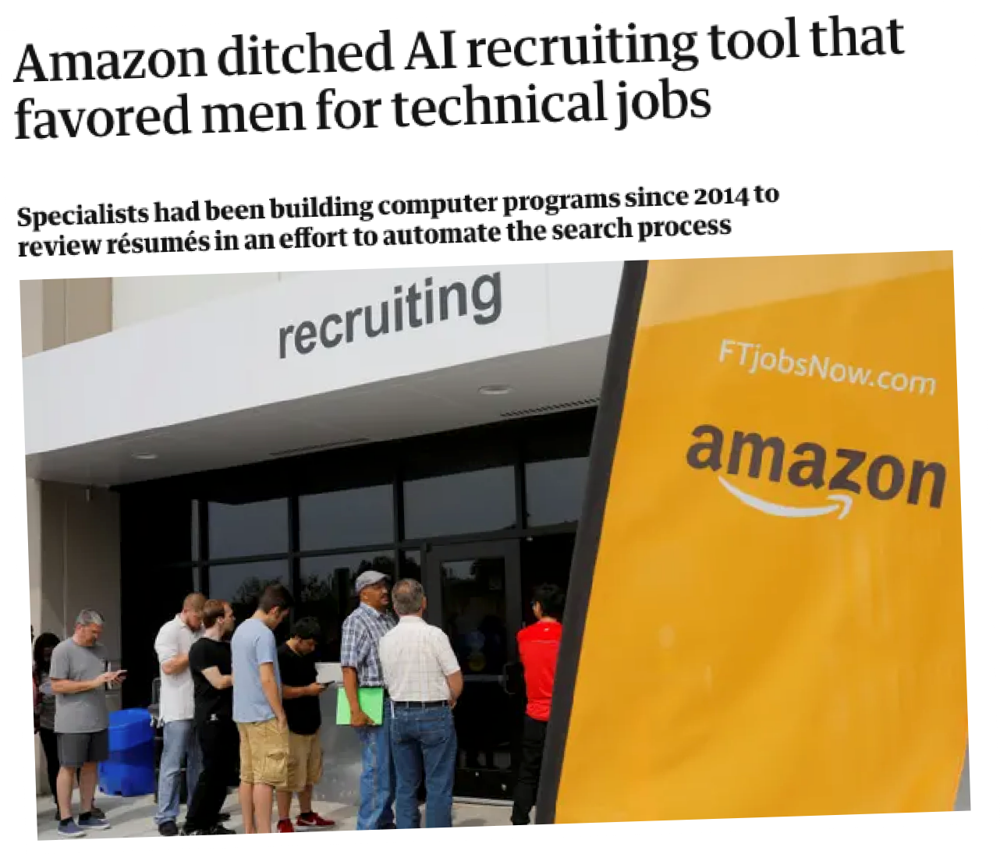 Amazon ditched AI recruiting tool that
favored men for technical jobs
Specialists had been building computer programs since 2014 to
review résumés in an effort to automate the search process
recruiting
FTjobsNow.com
amazon